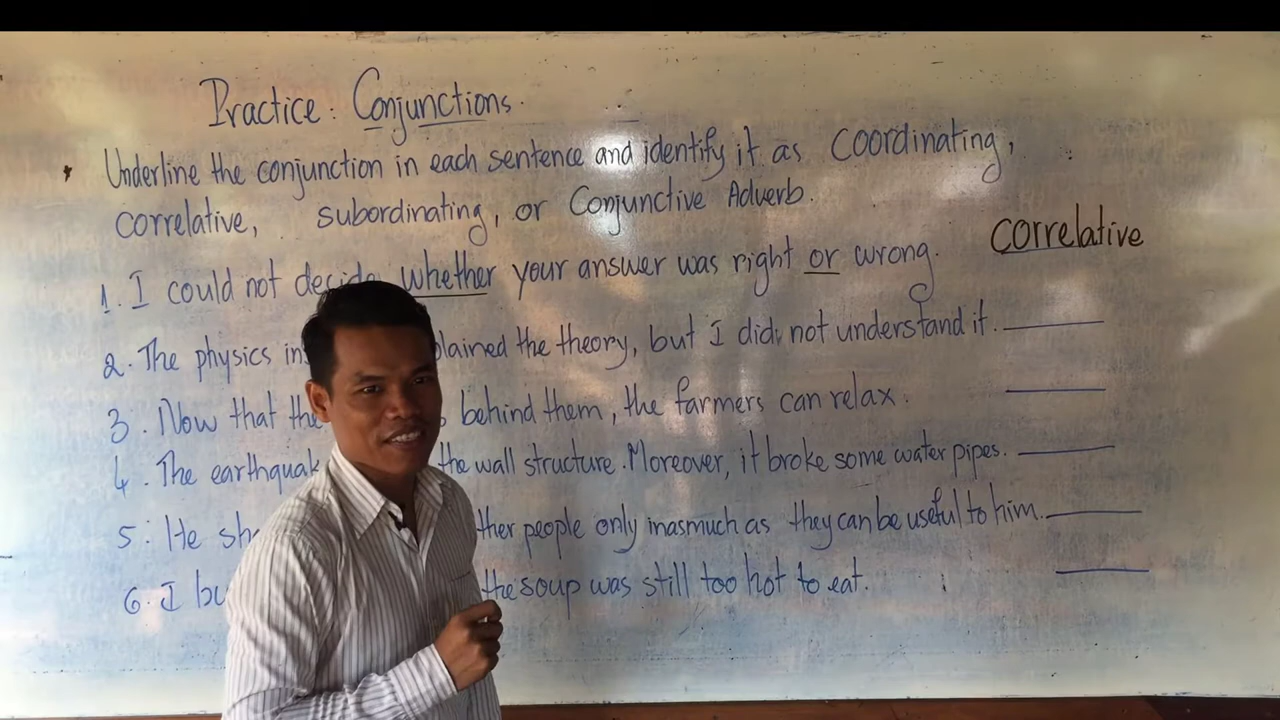 Practice: Conjunctions.
Underline the conjunction in each sentence and identify it as Coordinating,
correlative, subordinating, or Conjunctive Adverb.
1. I could not decide whether your answer was right or wrong. correlative
2. The physics lained the theory, but I did not understand it.
3. Now that the behind them, the farmers can relax.
4. The earthquak the wall structure. Moreover, it broke some water pipes.
5. He sh ther people only inasmuch as they can be useful to him.
6. I bu the soup was still too hot to eat.